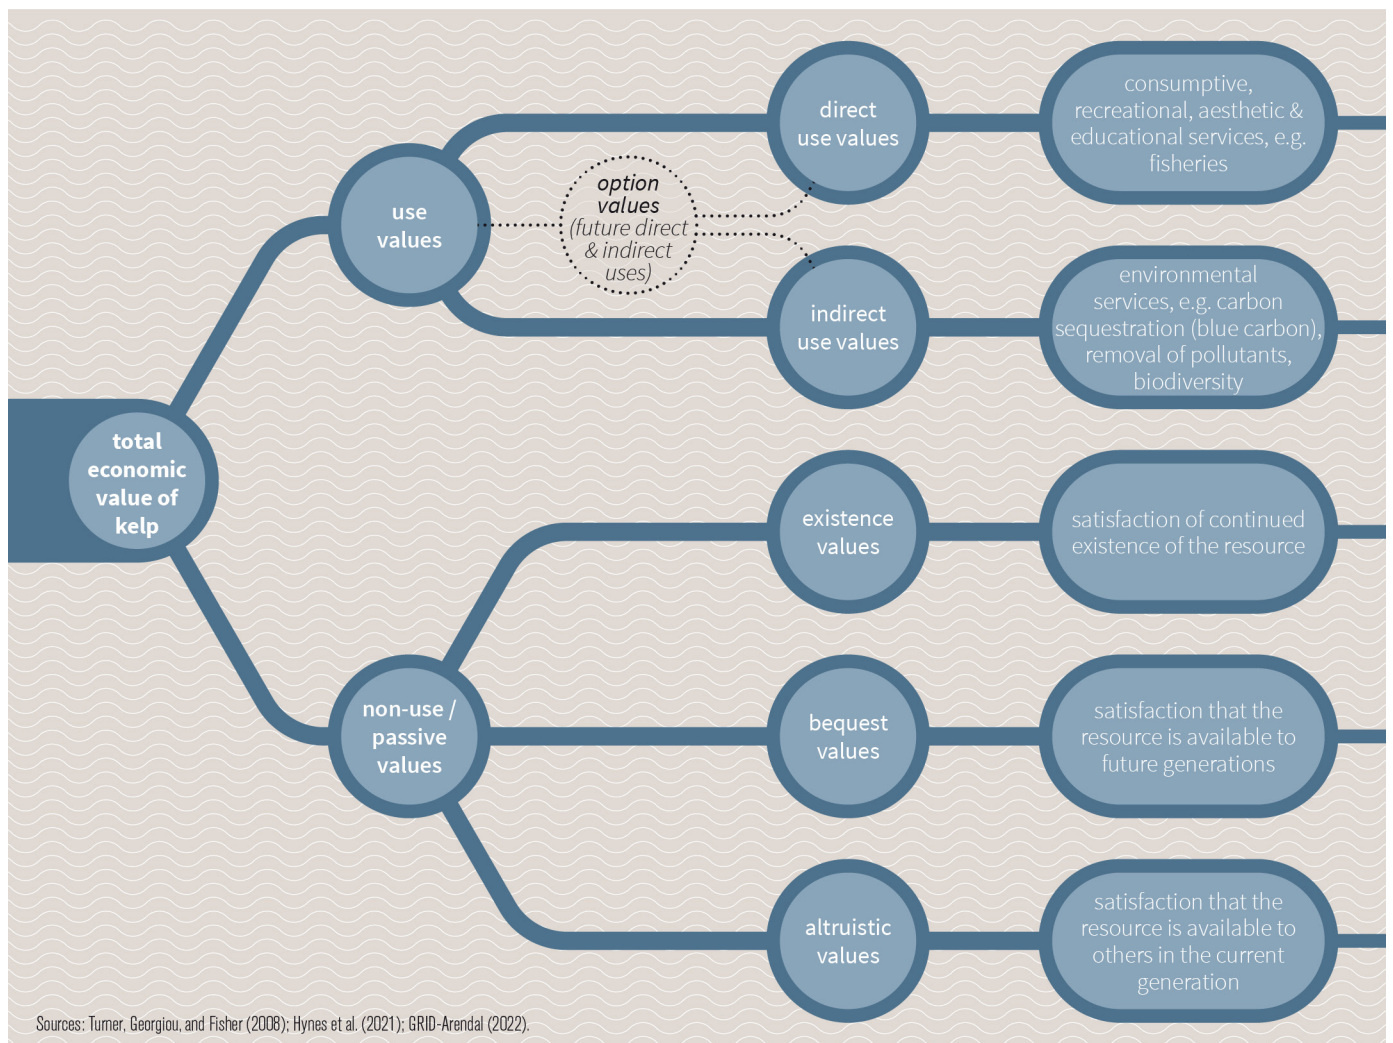 total
economic
value of
kelp
use
values
option
values
(future direct
& indirect
uses)
direct
use values
consumptive,
recreational, aesthetic &
educational services, e.g.
fisheries
indirect
use values
environmental
services, e.g. carbon
sequestration (blue carbon),
removal of pollutants,
biodiversity
non-use /
passive
values
existence
values
satisfaction of continued
existence of the resource
bequest
values
satisfaction that the
resource is available to
future generations
altruistic
values
satisfaction that the
resource is available to
others in the current
generation
Sources: Turner, Georgiou, and Fisher (2008); Hynes et al. (2021); GRID-Arendal (2022).